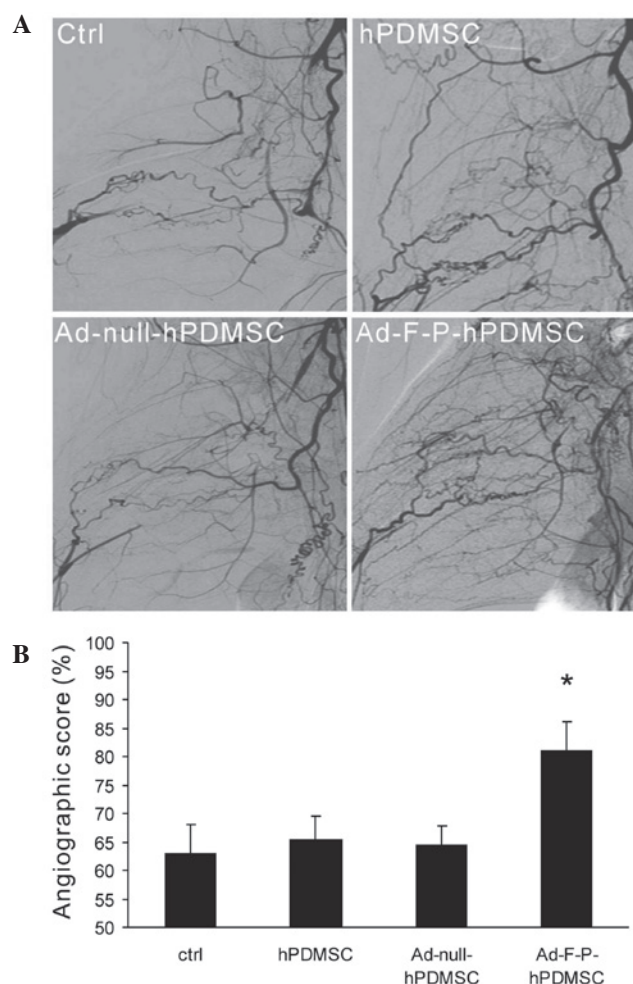 A
Ctrl
hPDMSC
Ad-null-hPDMSC
Ad-F-P-hPDMSC
B
Angiographic score (%)
100
95
90
85
80
75
70
65
60
55
50
*
ctrl
hPDMSC
Ad-null-
hPDMSC
Ad-F-P-
hPDMSC